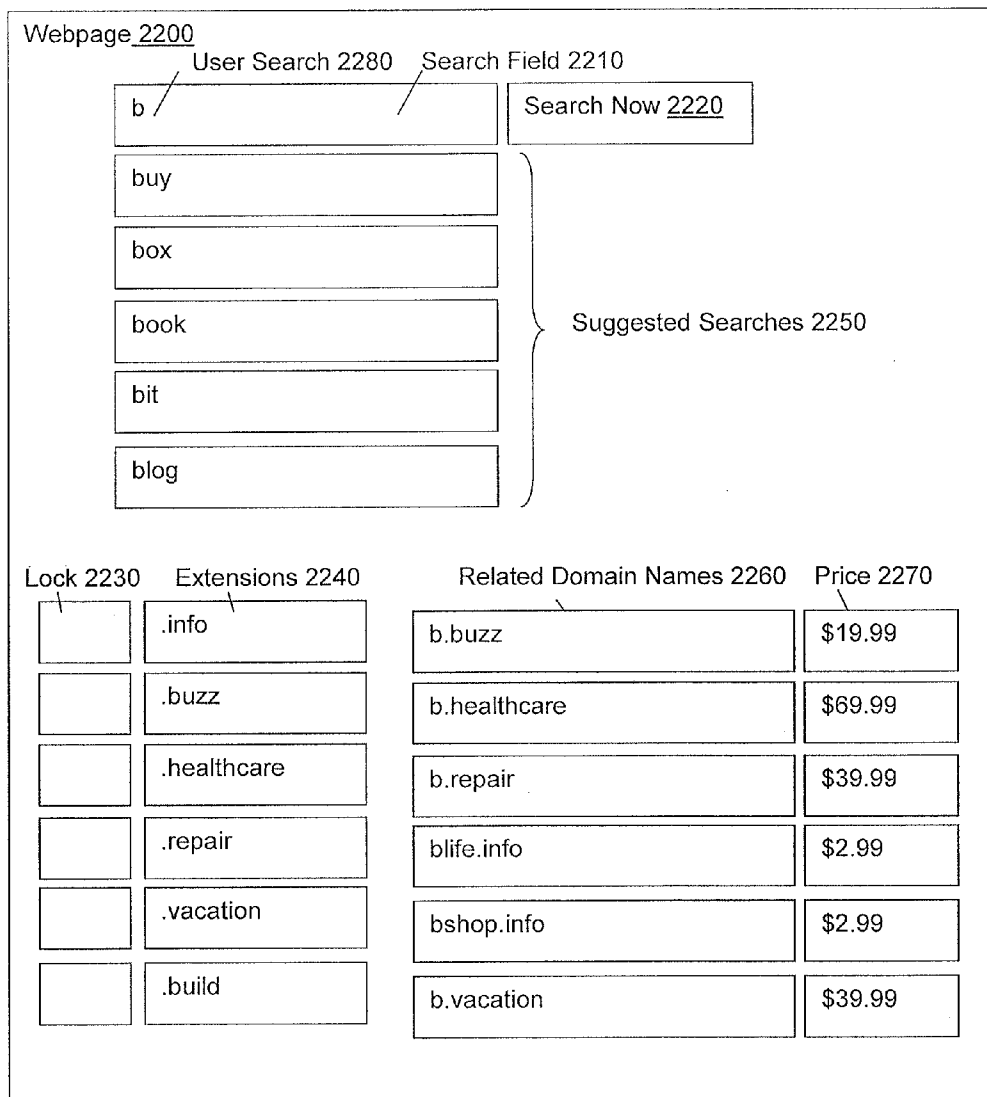 Webpage 2200
User Search 2280 Search Field 2210
b
Search Now 2220
buy
box
book
bit
blog
Suggested Searches 2250
Lock 2230 Extensions 2240
.info
.buzz
.healthcare
.repair
.vacation
.build
Related Domain Names 2260 Price 2270
b.buzz $19.99
b.healthcare $69.99
b.repair $39.99
blife.info $2.99
bshop.info $2.99
b.vacation $39.99